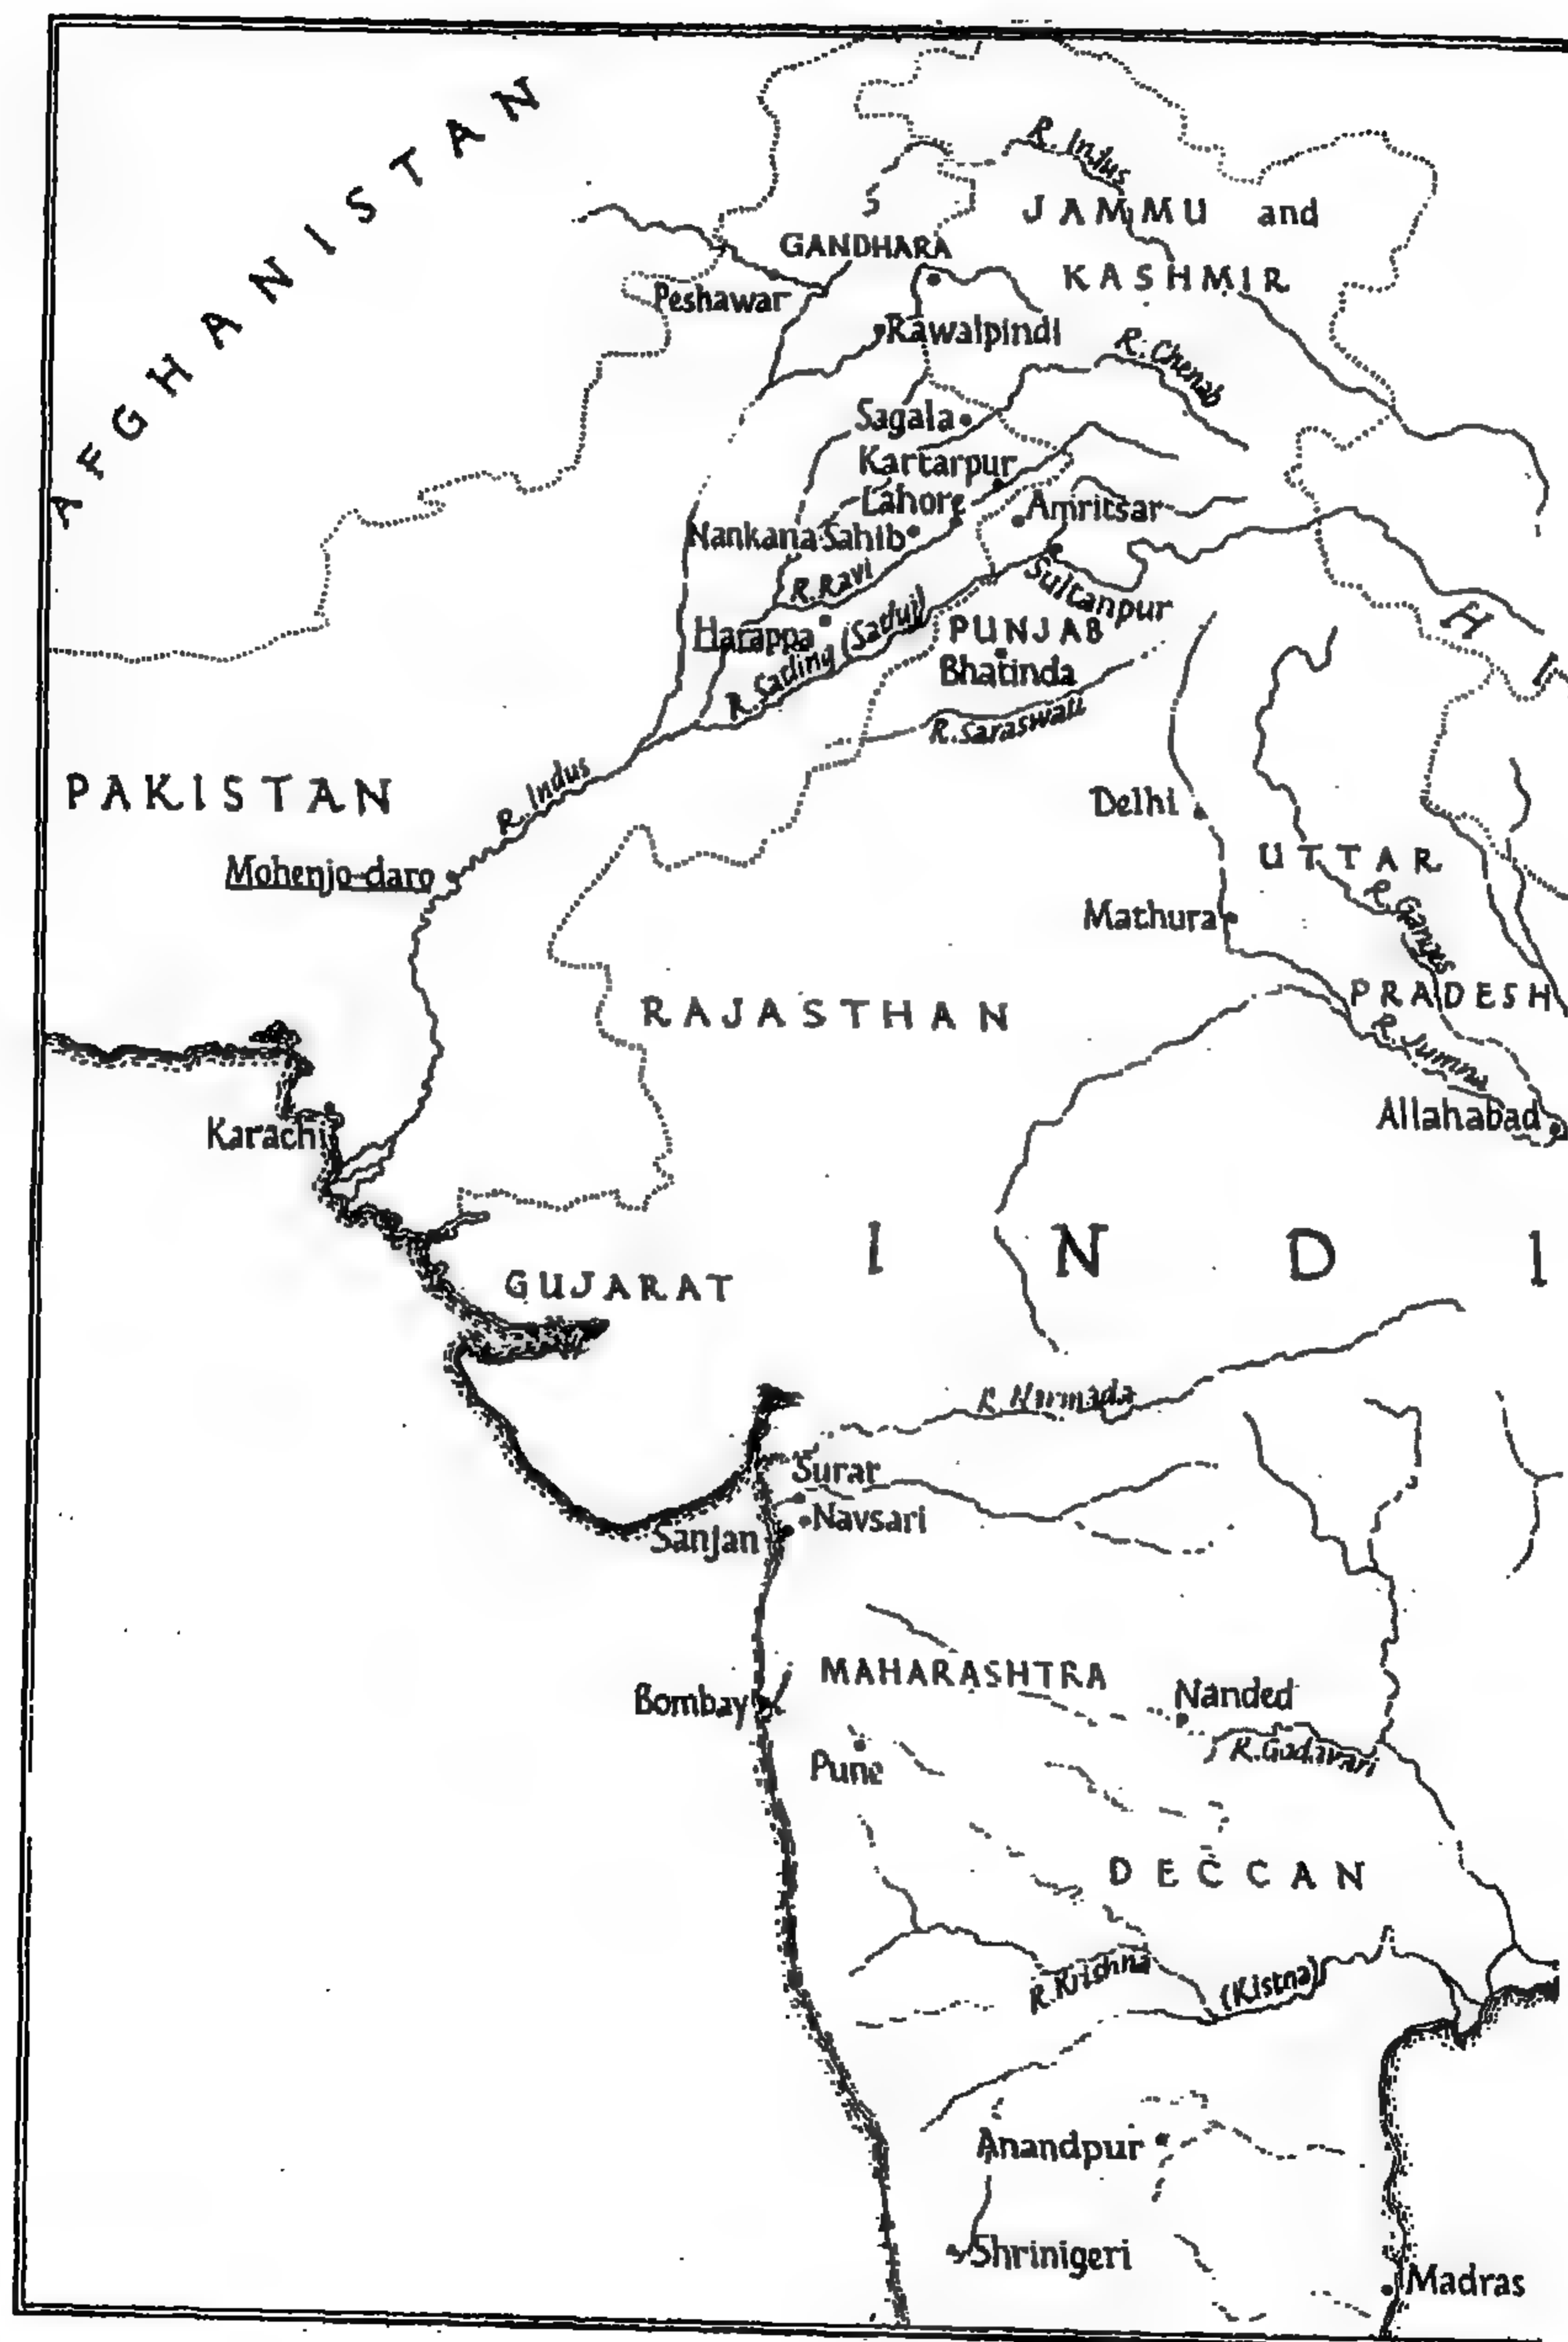 AFGHANISTAN
R. Indus
JAMMU and
KASHMIR
GANDHARA
Peshawar
Rawalpindi
R. Chenab
Sagala
Kartarpur
Lahore
Amritsar
Nankana Sahib
R. Ravi
Sultanpur
Harappa
R. Satling (Satluj)
PUNJAB
Bhatinda
R. Saraswati
H
I
PAKISTAN
R. Indus
Delhi
UTTAR
Mohenjo-daro
R. Ganges
Mathura
PRADESH
RAJASTHAN
R. Jumna
Allahabad
Karachi
I N D I
GUJARAT
R. Narmada
Surat
Navsari
Sanjan
MAHARASHTRA
Nanded
Bombay
R. Godavari
Pune
DECCAN
R. Krishna (Kistna)
Anandpur
Shrinigeri
Madras